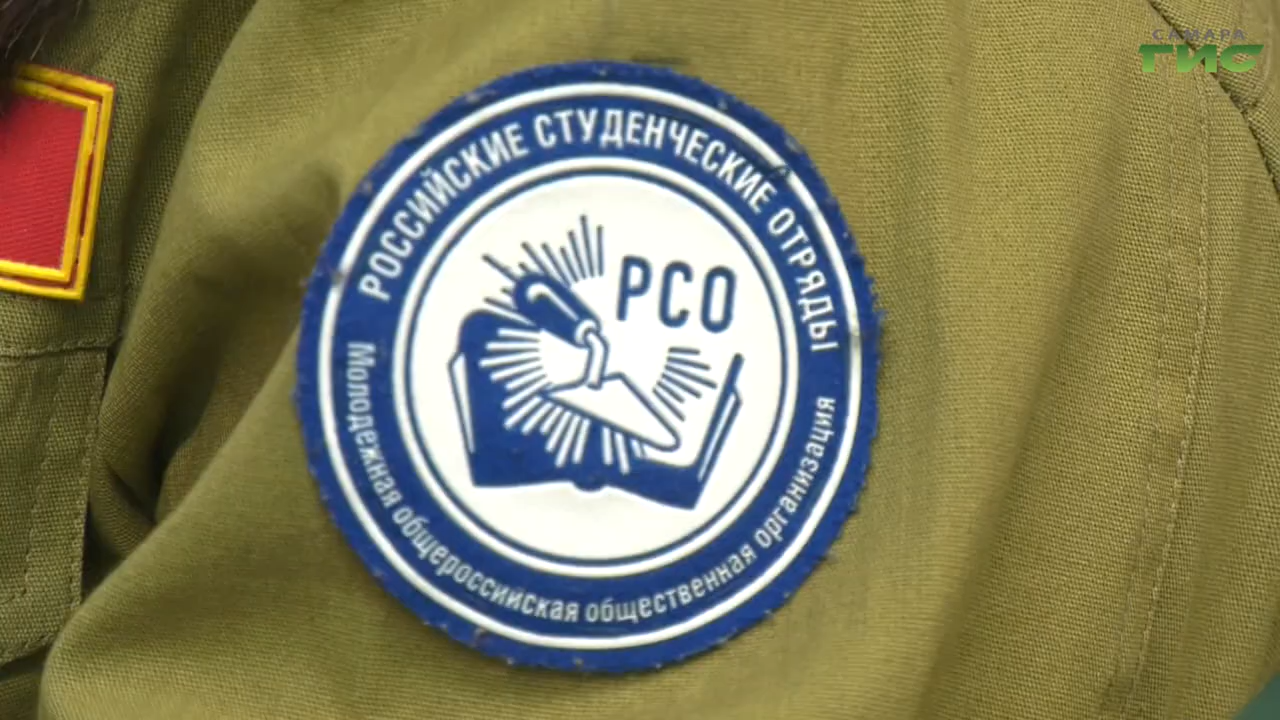 САМАРА
ГИС
РОССИЙСКИЕ СТУДЕНЧЕСКИЕ ОТРЯДЫ
РСО
Молодежная общероссийская общественная организация